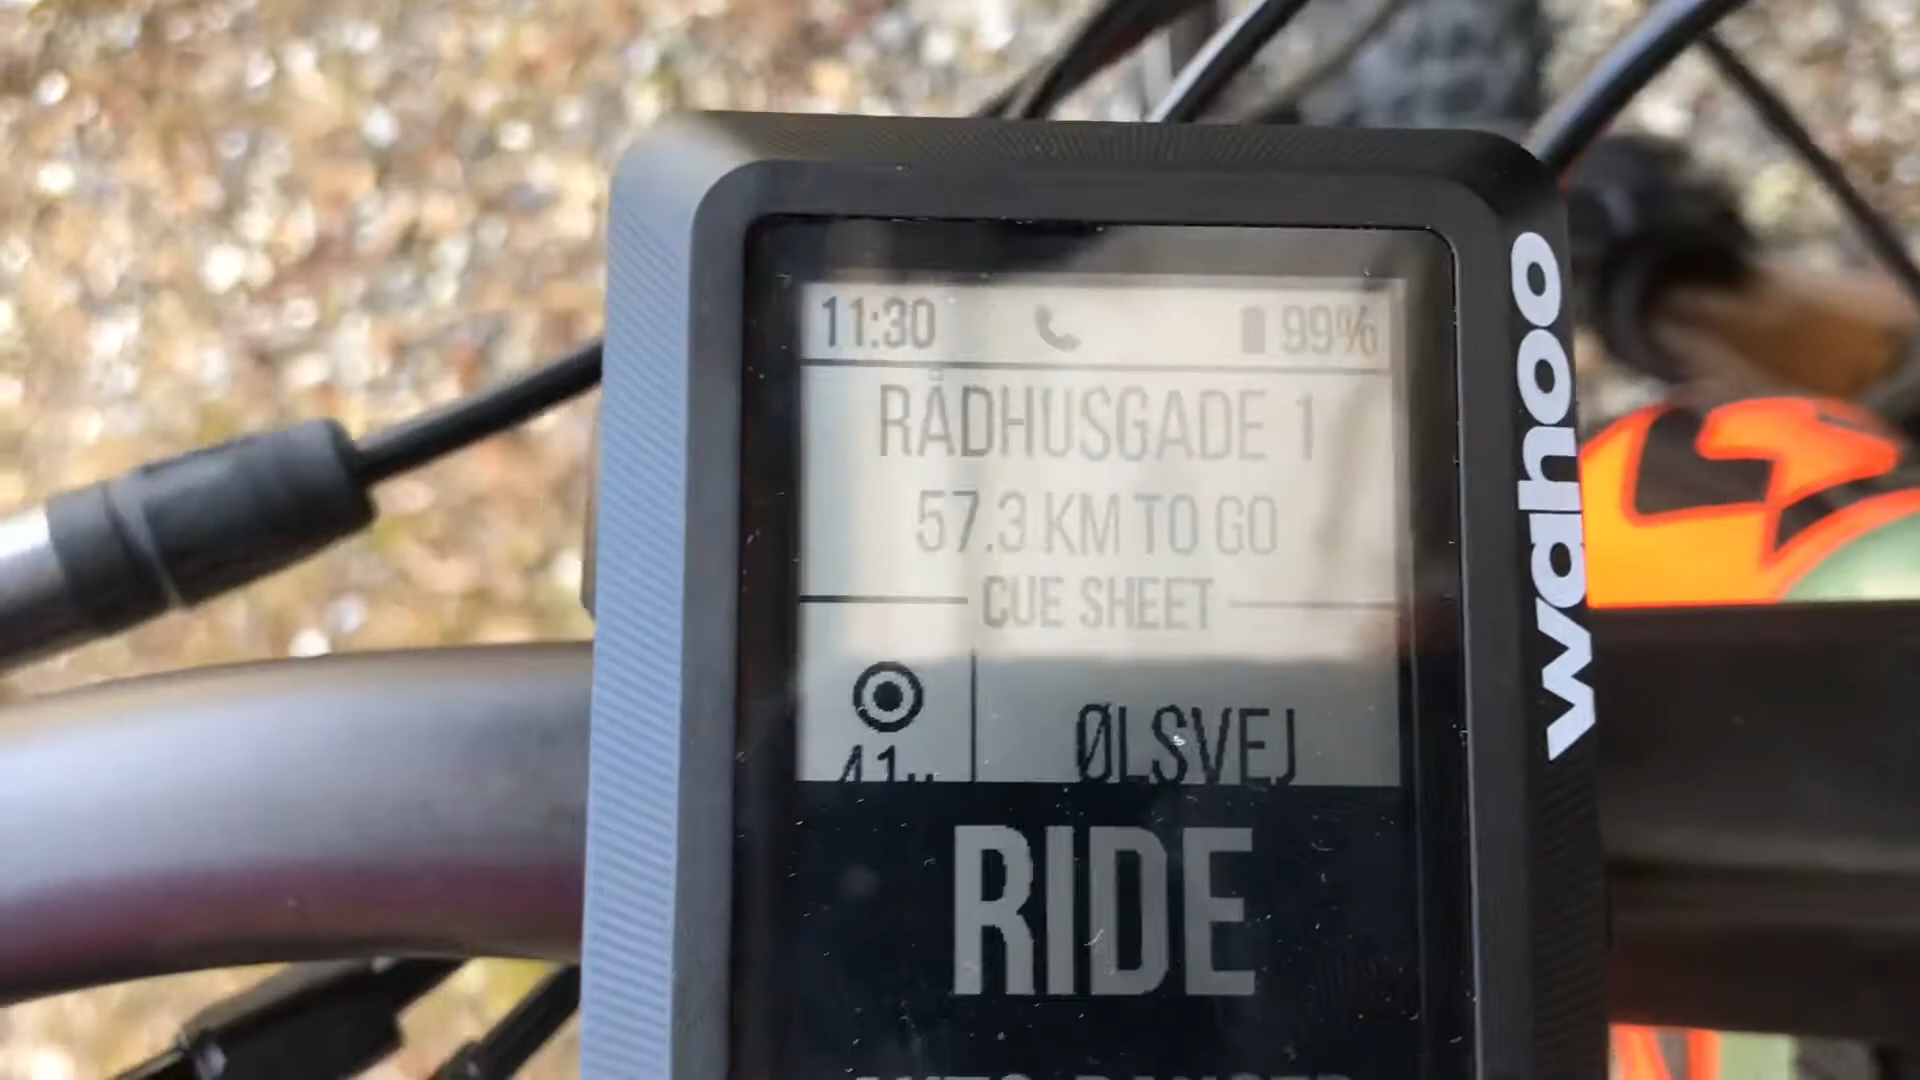 11:30 99%
RÅDHUSGADE 1
57.3 KM TO GO
CUE SHEET
ØLSVEJ
RIDE
wahoo